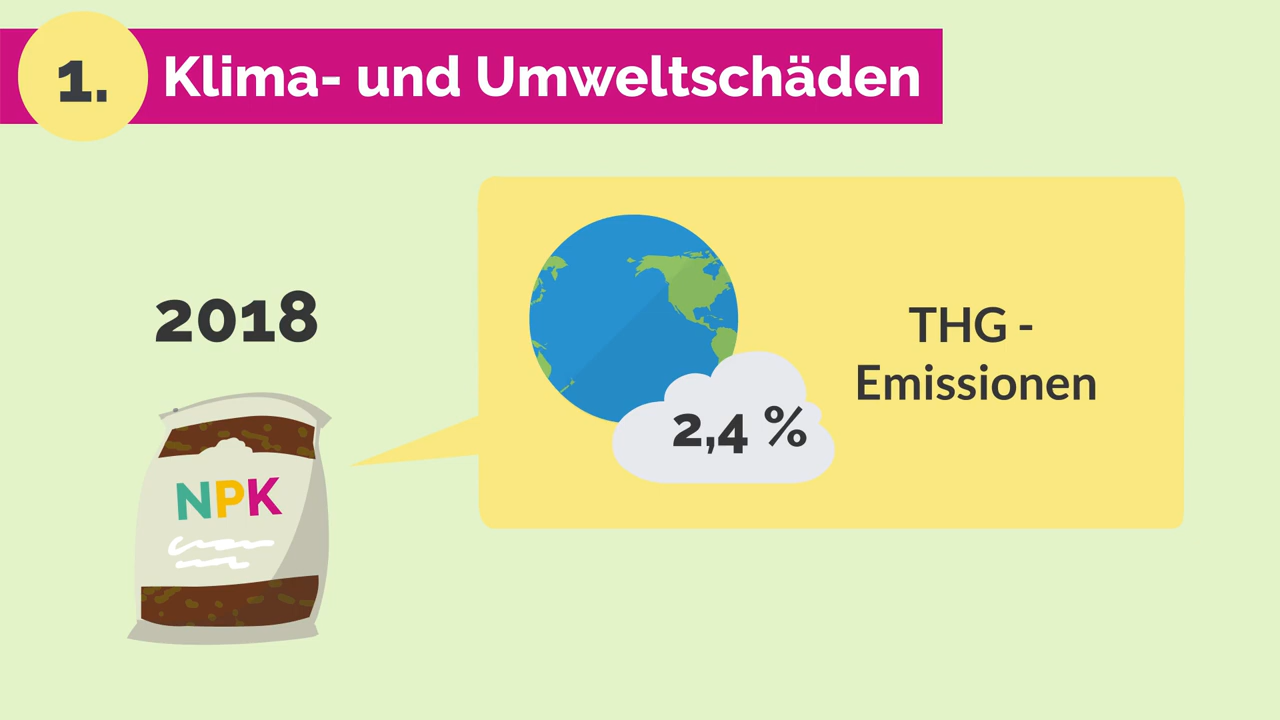 1. Klima- und Umweltschäden
2018
THG -
Emissionen
2,4 %
NPK